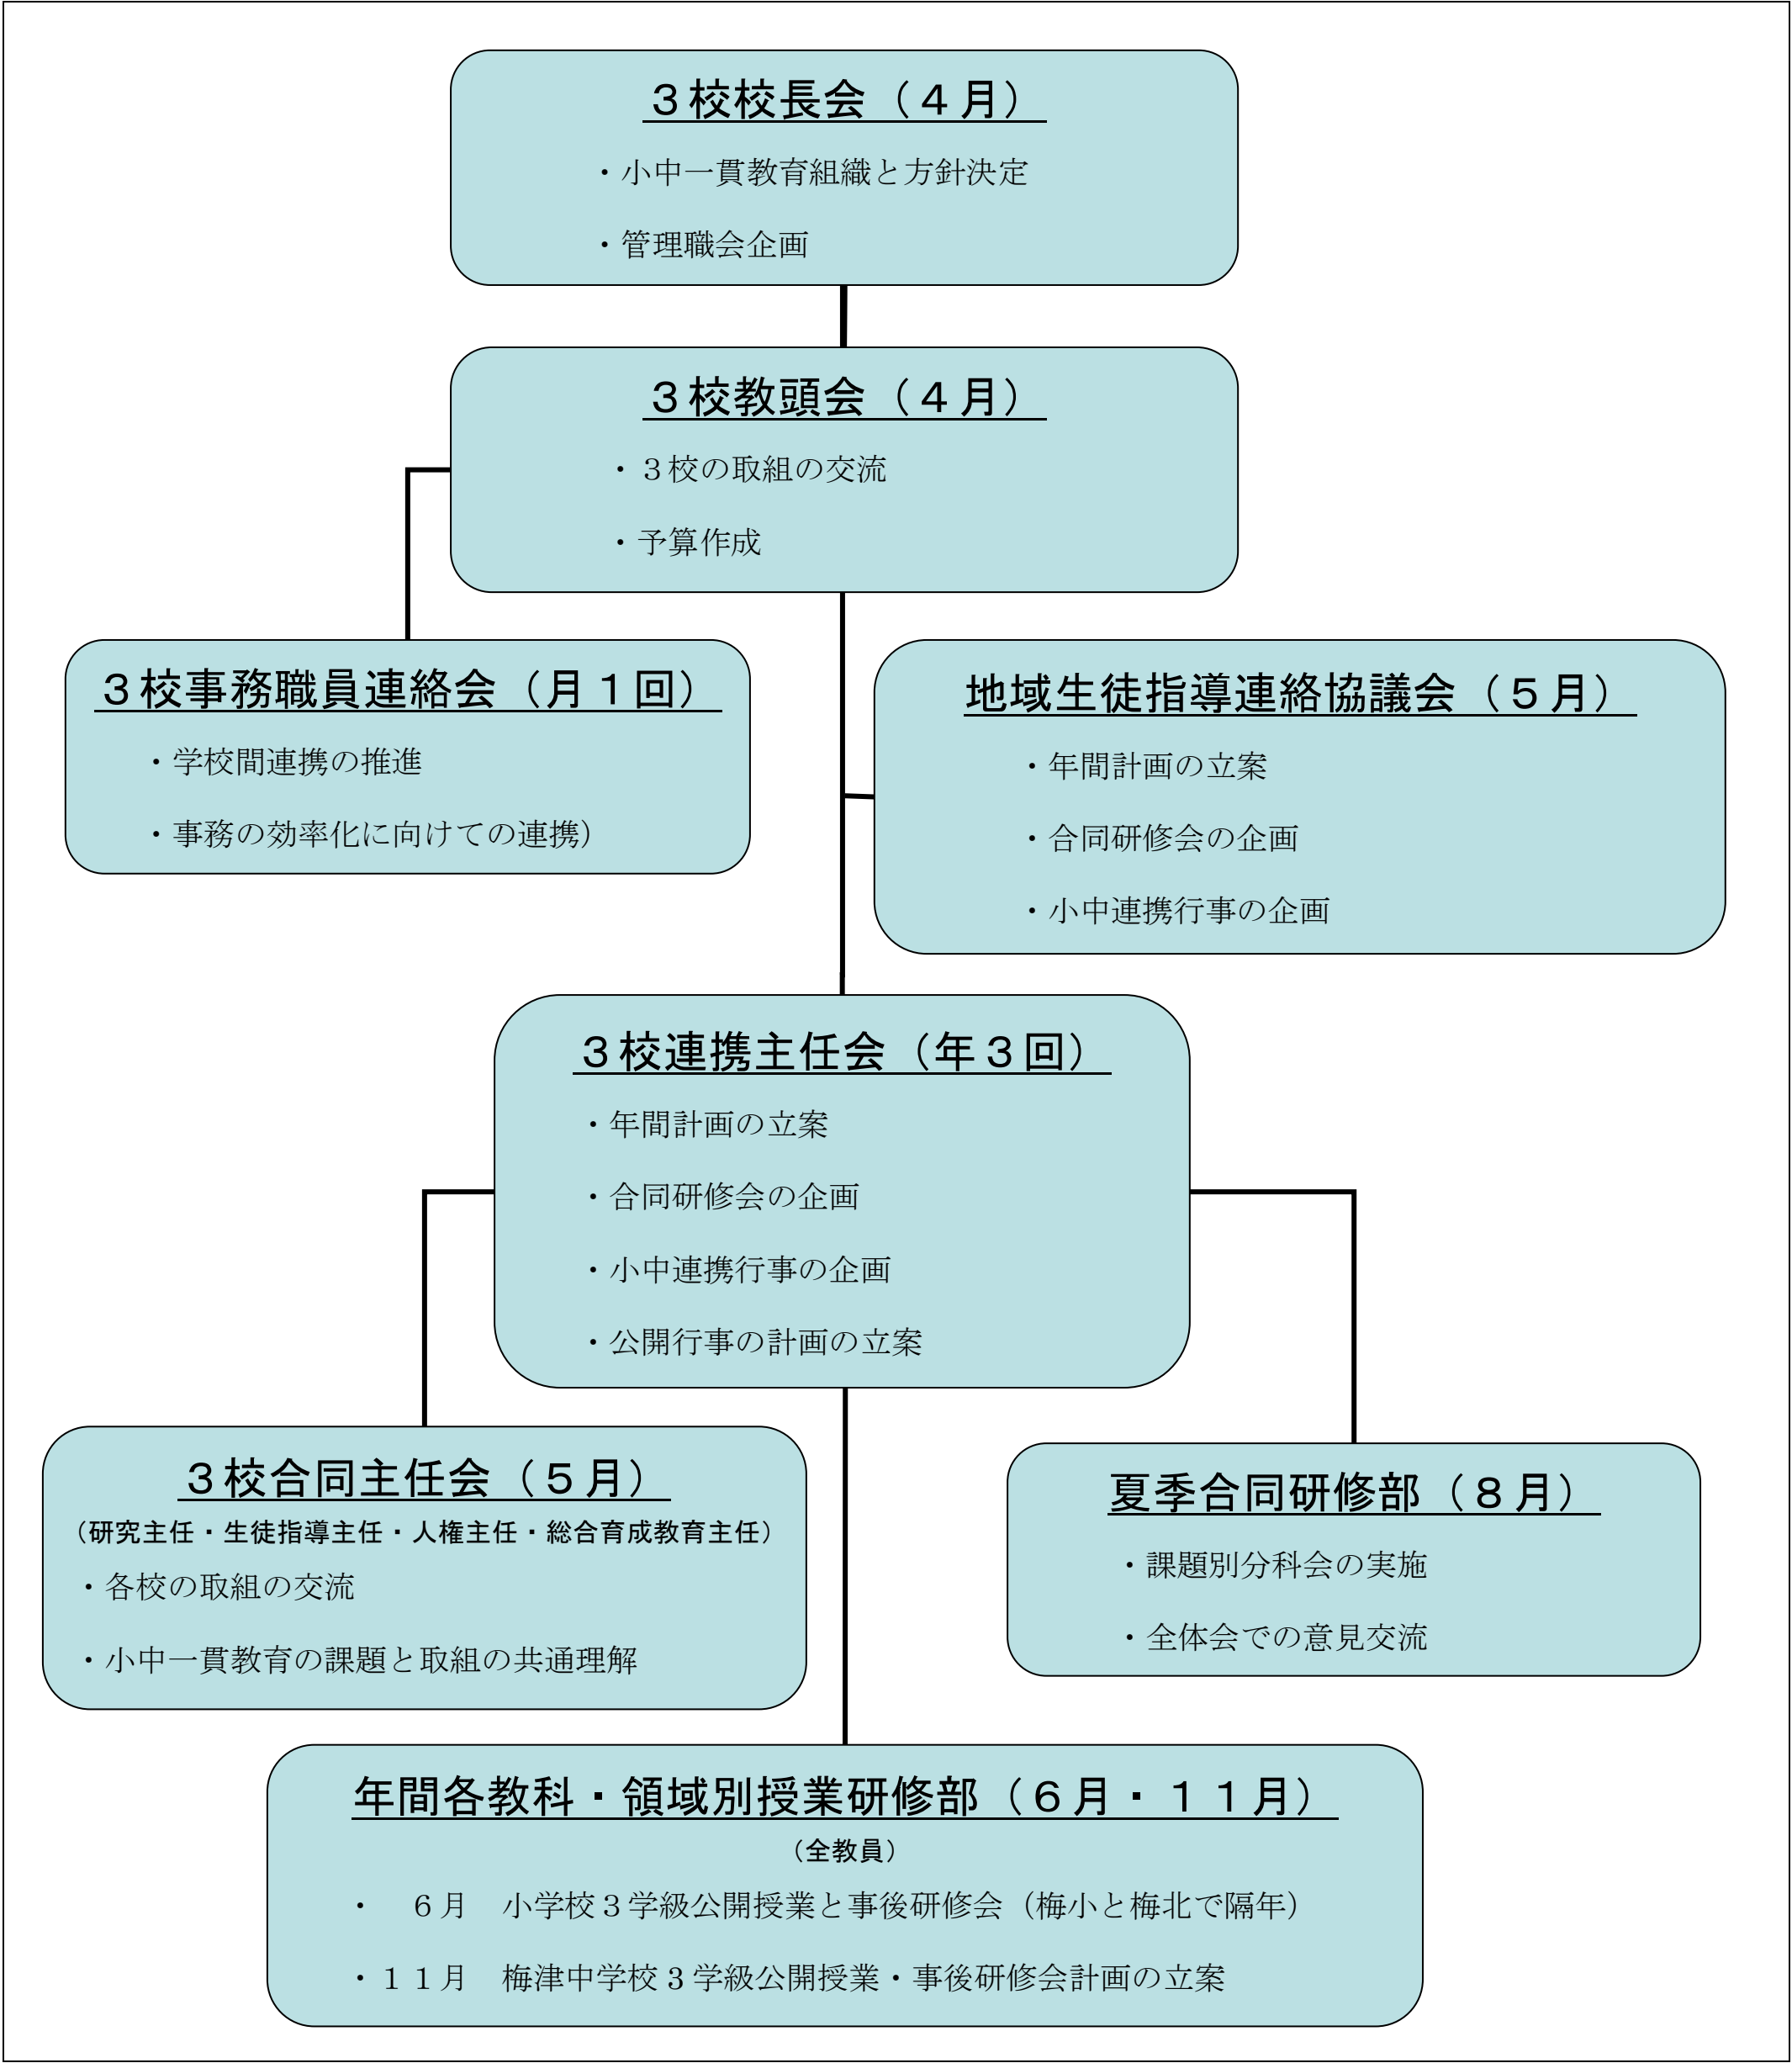 ３校校長会（４月）
・小中一貫教育組織と方針決定
・管理職会企画
３校教頭会（４月）
・３校の取組の交流
・予算作成
３校事務職員連絡会（月１回）
・学校間連携の推進
・事務の効率化に向けての連携）
地域生徒指導連絡協議会（５月）
・年間計画の立案
・合同研修会の企画
・小中連携行事の企画
３校連携主任会（年３回）
・年間計画の立案
・合同研修会の企画
・小中連携行事の企画
・公開行事の計画の立案
３校合同主任会（５月）
（研究主任・生徒指導主任・人権主任・総合育成教育主任）
・各校の取組の交流
・小中一貫教育の課題と取組の共通理解
夏季合同研修部（８月）
・課題別分科会の実施
・全体会での意見交流
年間各教科・領域別授業研修部（６月・１１月）
（全教員）
・　６月　小学校３学級公開授業と事後研修会（梅小と梅北で隔年）
・１１月　梅津中学校３学級公開授業・事後研修会計画の立案